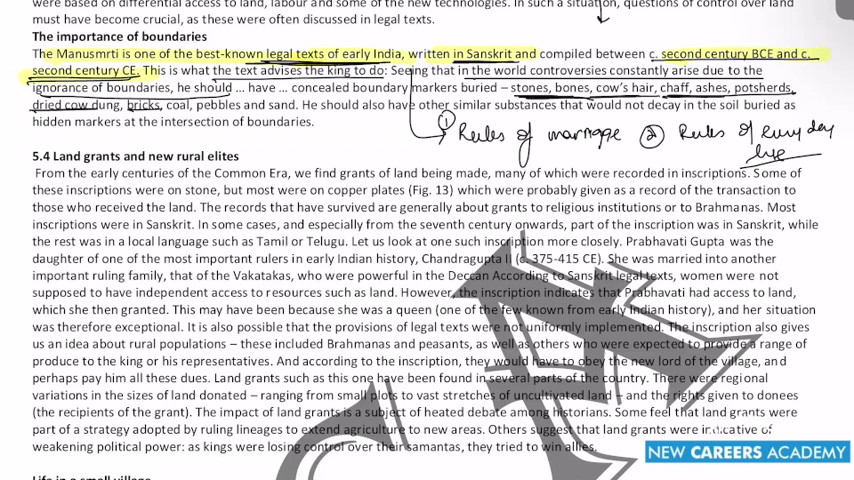 were based on differential access to land, labour and some of the new technologies. In such a situation, questions of control over land
must have become crucial, as these were often discussed in legal texts.
The importance of boundaries
The Manusmrti is one of the best-known legal texts of early India, written in Sanskrit and compiled between c. second century BCE and c.
second century CE. This is what the text advises the king to do: Seeing that in the world controversies constantly arise due to the
ignorance of boundaries, he should ... have ... concealed boundary markers buried – stones, bones, cow's hair, chaff, ashes, potsherds,
dried cow dung, bricks, coal, pebbles and sand. He should also have other similar substances that would not decay in the soil buried as
hidden markers at the intersection of boundaries.
① Rules of marriage ② Rules of every day
life
5.4 Land grants and new rural elites
From the early centuries of the Common Era, we find grants of land being made, many of which were recorded in inscriptions. Some of
these inscriptions were on stone, but most were on copper plates (Fig. 13) which were probably given as a record of the transaction to
those who received the land. The records that have survived are generally about grants to religious institutions or to Brahmanas. Most
inscriptions were in Sanskrit. In some cases, and especially from the seventh century onwards, part of the inscription was in Sanskrit, while
the rest was in a local language such as Tamil or Telugu. Let us look at one such inscription more closely. Prabhavati Gupta was the
daughter of one of the most important rulers in early Indian history, Chandragupta II (c. 375-415 CE). She was married into another
important ruling family, that of the Vakatakas, who were powerful in the Deccan According to Sanskrit legal texts, women were not
supposed to have independent access to resources such as land. However, the inscription indicates that Prabhavati had access to land,
which she then granted. This may have been because she was a queen (one of the few known from early Indian history), and her situation
was therefore exceptional. It is also possible that the provisions of legal texts were not uniformly implemented. The inscription also gives
us an idea about rural populations – these included Brahmanas and peasants, as well as others who were expected to provide a range of
produce to the king or his representatives. And according to the inscription, they would have to obey the new lord of the village, and
perhaps pay him all these dues. Land grants such as this one have been found in several parts of the country. There were regional
variations in the sizes of land donated – ranging from small plots to vast stretches of uncultivated land – and the rights given to donees
(the recipients of the grant). The impact of land grants is a subject of heated debate among historians. Some feel that land grants were
part of a strategy adopted by ruling lineages to extend agriculture to new areas. Others suggest that land grants were indicative of
weakening political power: as kings were losing control over their samantas, they tried to win allies.
NEW CAREERS ACADEMY
Life in a small village